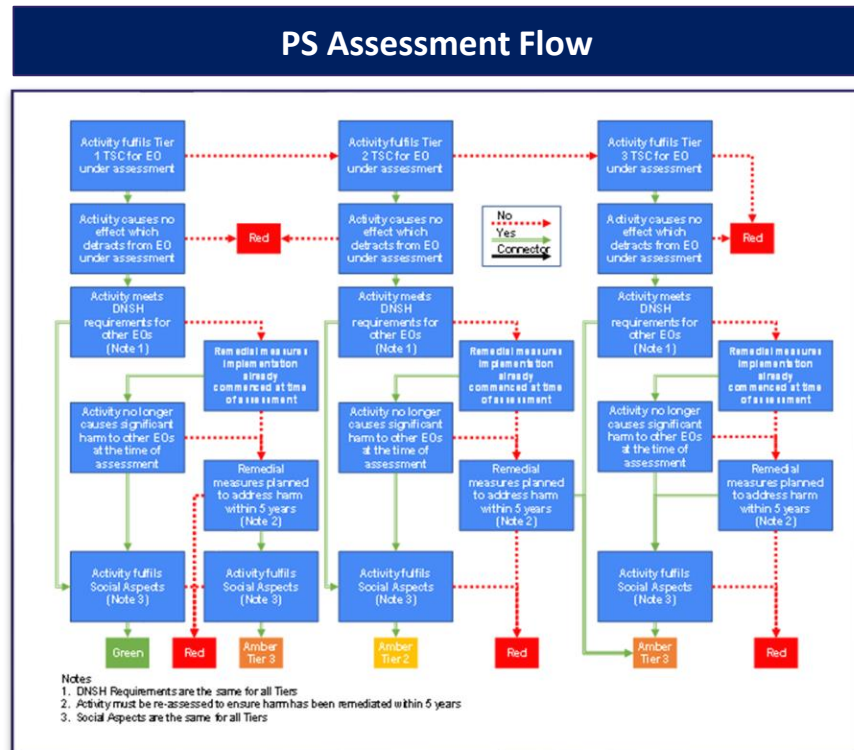 PS Assessment Flow
Activity fulfils Tier
1 TSC for EO
under assessment
Activity fulfils Tier
2 TSC for EO
under assessment
Activity fulfils Tier
3 TSC for EO
under assessment
No
Yes
Connector
Activity causes no
effect which
detracts from EO
under assessment
Red
Activity causes no
effect which
detracts from EO
under assessment
Activity causes no
effect which
detracts from EO
under assessment
Red
Activity meets
DNSH
requirements for
other EOs
(Note 1)
Activity meets
DNSH
requirements for
other EOs
(Note 1)
Activity meets
DNSH
requirements for
other EOs
(Note 1)
Remedial measures
implementation
already
commenced at time
of assessment
Remedial measures
implementation
already
commenced at time
of assessment
Remedial measures
implementation
already
commenced at time
of assessment
Activity no longer
causes significant
harm to other EOs
at the time of
assessment
Activity no longer
causes significant
harm to other EOs
at the time of
assessment
Activity no longer
causes significant
harm to other EOs
at the time of
assessment
Remedial
measures planned
to address harm
within 5 years
(Note 2)
Remedial
measures planned
to address harm
within 5 years
(Note 2)
Remedial
measures planned
to address harm
within 5 years
(Note 2)
Activity fulfils
Social Aspects
(Note 3)
Activity fulfils
Social Aspects
(Note 3)
Activity fulfils
Social Aspects
(Note 3)
Activity fulfils
Social Aspects
(Note 3)
Green
Red
Amber
Tier 3
Amber
Tier 2
Red
Amber
Tier 3
Red
Notes
1. DNSH Requirements are the same for all Tiers
2. Activity must be re-assessed to ensure harm has been remediated within 5 years
3. Social Aspects are the same for all Tiers